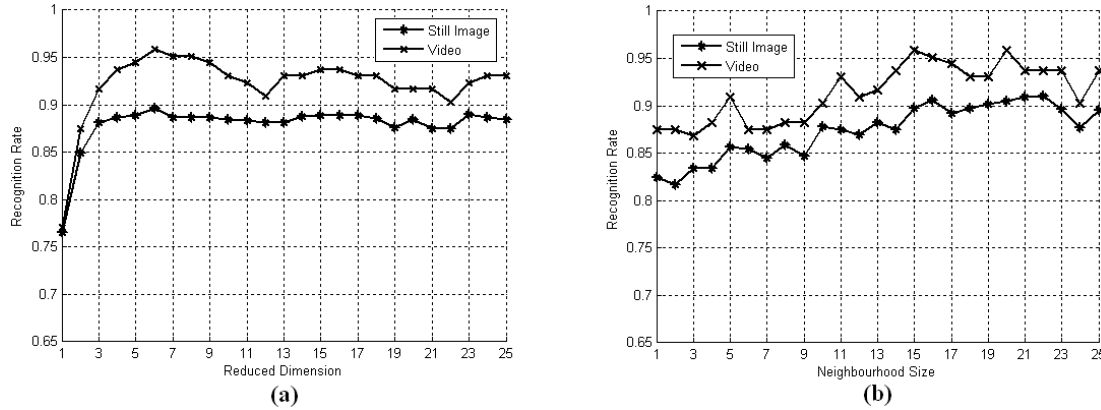 1
0.95
0.9
0.85
0.8
0.75
0.7
0.65
Recognition Rate
Still Image
Video
1 3 5 7 9 11 13 15 17 19 21 23 25
Reduced Dimension
(a)
1
0.95
0.9
0.85
0.8
0.75
0.7
0.65
Recognition Rate
Still Image
Video
1 3 5 7 9 11 13 15 17 19 21 23 25
Neighbourhood Size
(b)